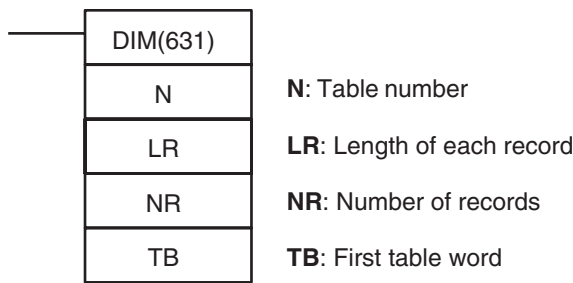 DIM(631)
N
N: Table number
LR
LR: Length of each record
NR
NR: Number of records
TB
TB: First table word